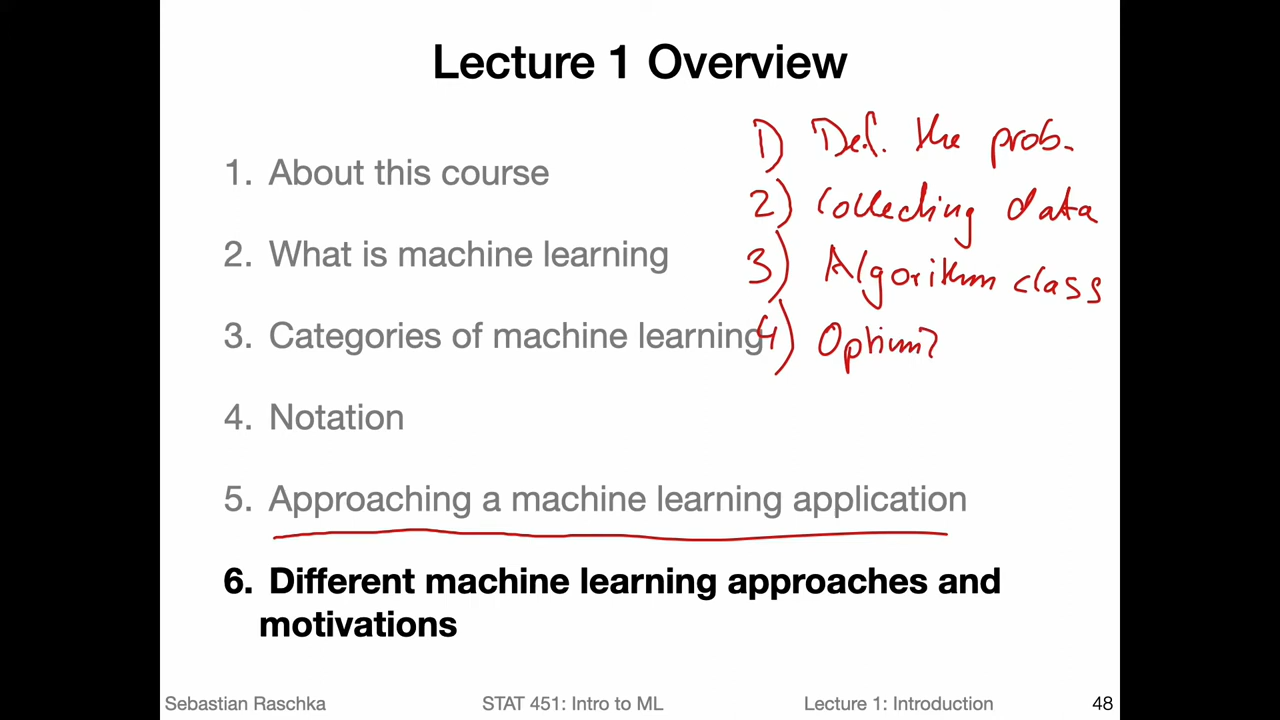 Lecture 1 Overview
1. About this course
2. What is machine learning
3. Categories of machine learning
4. Notation
5. Approaching a machine learning application
6. Different machine learning approaches and
motivations
1) Def. the prob.
2) Collecting data
3) Algorithm class
4)
Sebastian Raschka STAT 451: Intro to ML Lecture 1: Introduction 48